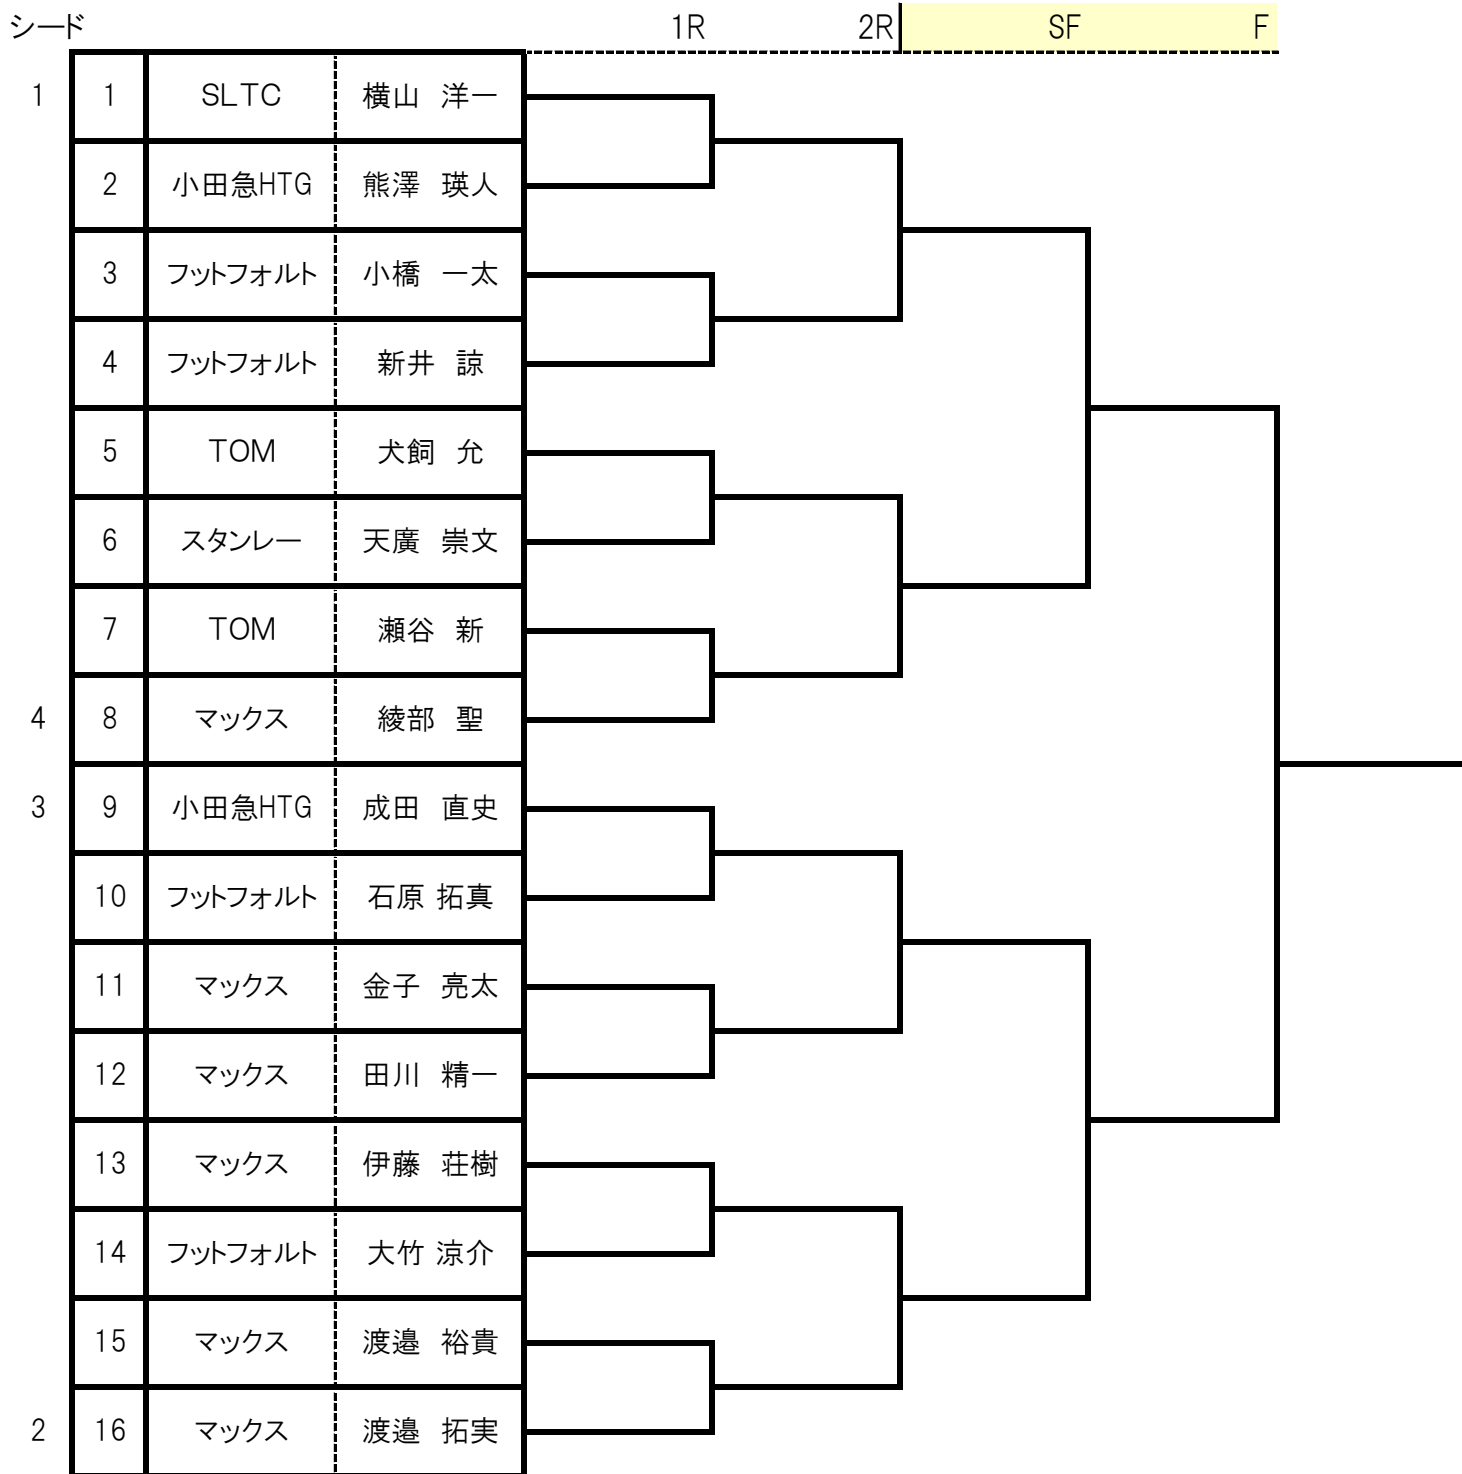 シード 1R 2R SF F
1 1 SLTC 横山 洋一
2 小田急HTG 熊澤 瑛人
3 フットフォルト 小橋 一太
4 フットフォルト 新井 諒
5 TOM 犬飼 允
6 スタンレー 天廣 崇文
7 TOM 瀬谷 新
4 8 マックス 綾部 聖
3 9 小田急HTG 成田 直史
10 フットフォルト 石原 拓真
11 マックス 金子 亮太
12 マックス 田川 精一
13 マックス 伊藤 荘樹
14 フットフォルト 大竹 涼介
15 マックス 渡邉 裕貴
2 16 マックス 渡邉 拓実